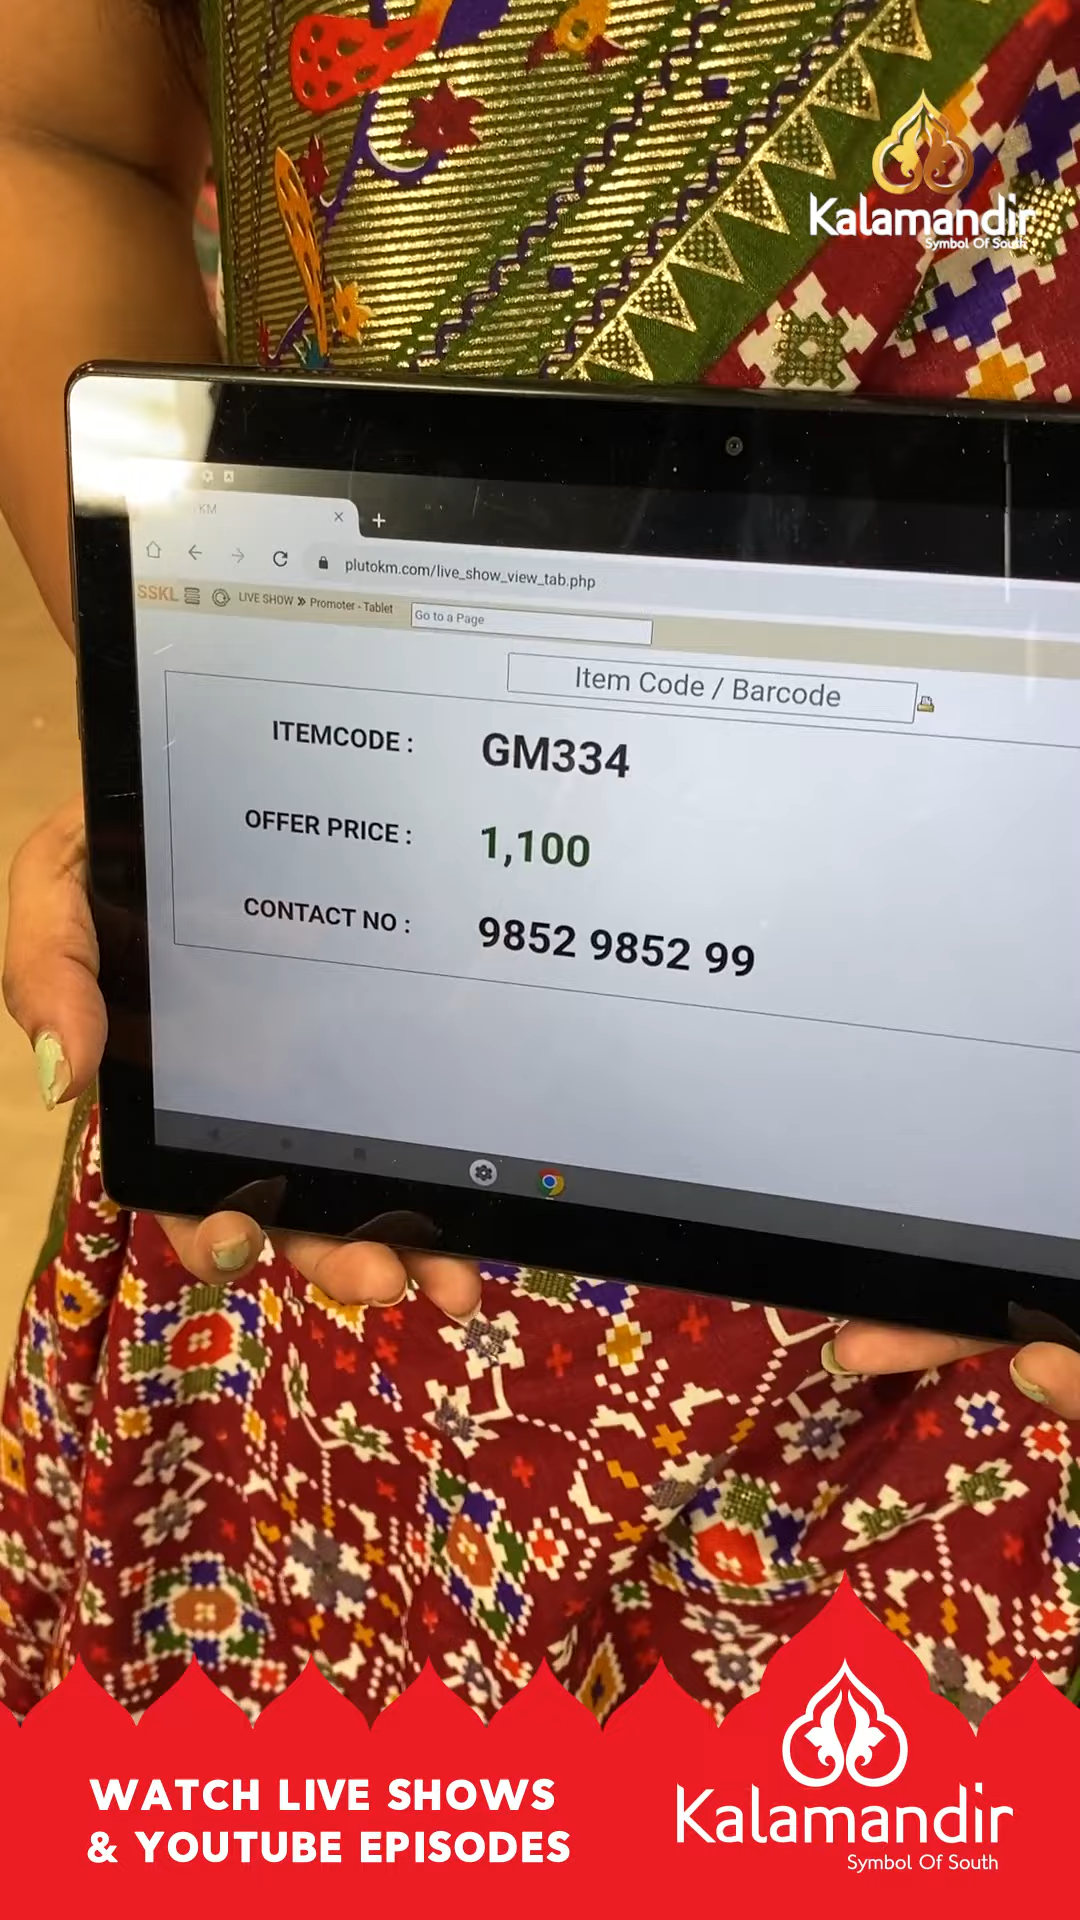 Kalamandir
Symbol Of South
KM
plutokm.com/live_show_view_tab.php
SSKL LIVE SHOW » Promoter - Tablet Go to a Page
Item Code / Barcode
ITEMCODE : GM334
OFFER PRICE : 1,100
CONTACT NO : 9852 9852 99
WATCH LIVE SHOWS
& YOUTUBE EPISODES
Kalamandir
Symbol Of South